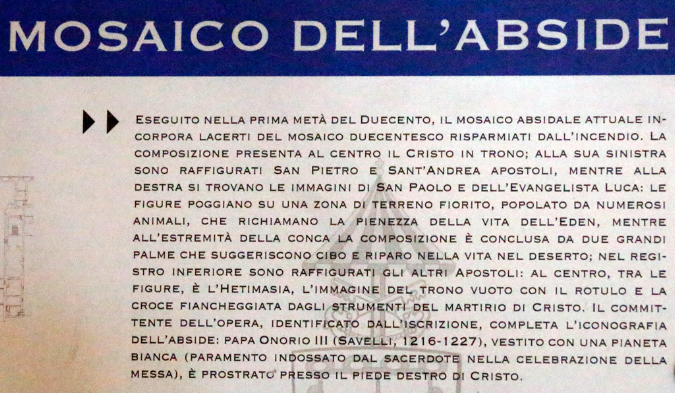 MOSAICO DELL'ABSIDE
ESEGUITO NELLA PRIMA METÀ DEL DUECENTO, IL MOSAICO ABSIDALE ATTUALE IN-
CORPORA LACERTI DEL MOSAICO DUECENTESCO RISPARMIATI DALL'INCENDIO. LA
COMPOSIZIONE PRESENTA AL CENTRO IL CRISTO IN TRONO; ALLA SUA SINISTRA
SONO RAFFIGURATI SAN PIETRO E SANT'ANDREA APOSTOLI, MENTRE ALLA
DESTRA SI TROVANO LE IMMAGINI DI SAN PAOLO E DELL'EVANGELISTA LUCA: LE
FIGURE POGGIANO SU UNA ZONA DI TERRENO FIORITO, POPOLATO DA NUMEROSI
ANIMALI, CHE RICHIAMANO LA PIENEZZA DELLA VITA DELL'EDEN, MENTRE
ALL'ESTREMITÀ DELLA CONCA LA COMPOSIZIONE È CONCLUSA DA DUE GRANDI
PALME CHE SUGGERISCONO CIBO E RIPARO NELLA VITA NEL DESERTO; NEL REGI-
STRO INFERIORE SONO RAFFIGURATI GLI ALTRI APOSTOLI: AL CENTRO, TRA LE
FIGURE, È L'HETIMASIA, L'IMMAGINE DEL TRONO VUOTO CON IL ROTULO E LA
CROCE FIANCHEGGIATA DAGLI STRUMENTI DEL MARTIRIO DI CRISTO. IL COMMIT-
TENTE DELL'OPERA, IDENTIFICATO DALL'ISCRIZIONE, COMPLETA L'ICONOGRAFIA
DELL'ABSIDE: PAPA ONORIO III (SAVELLI, 1216-1227), VESTITO CON UNA PIANETA
BIANCA (PARAMENTO INDOSSATO DAL SACERDOTE NELLA CELEBRAZIONE DELLA
MESSA), È PROSTRATO PRESSO IL PIEDE DESTRO DI CRISTO.